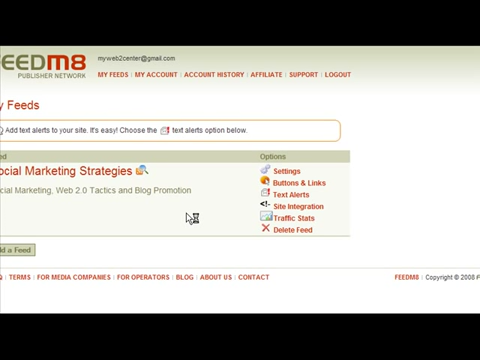 FEEDM8
PUBLISHER NETWORK
myweb2center@gmail.com
MY FEEDS | MY ACCOUNT | ACCOUNT HISTORY | AFFILIATE | SUPPORT | LOGOUT
y Feeds
Add text alerts to your site. It's easy! Choose the text alerts option below.
ed Options
ocial Marketing Strategies
cial Marketing, Web 2.0 Tactics and Blog Promotion
Settings
Buttons & Links
Text Alerts
<!- Site Integration
Traffic Stats
Delete Feed
dd a Feed
Q | TERMS | FOR MEDIA COMPANIES | FOR OPERATORS | BLOG | ABOUT US | CONTACT
FEEDM8 | Copyright © 2008 F